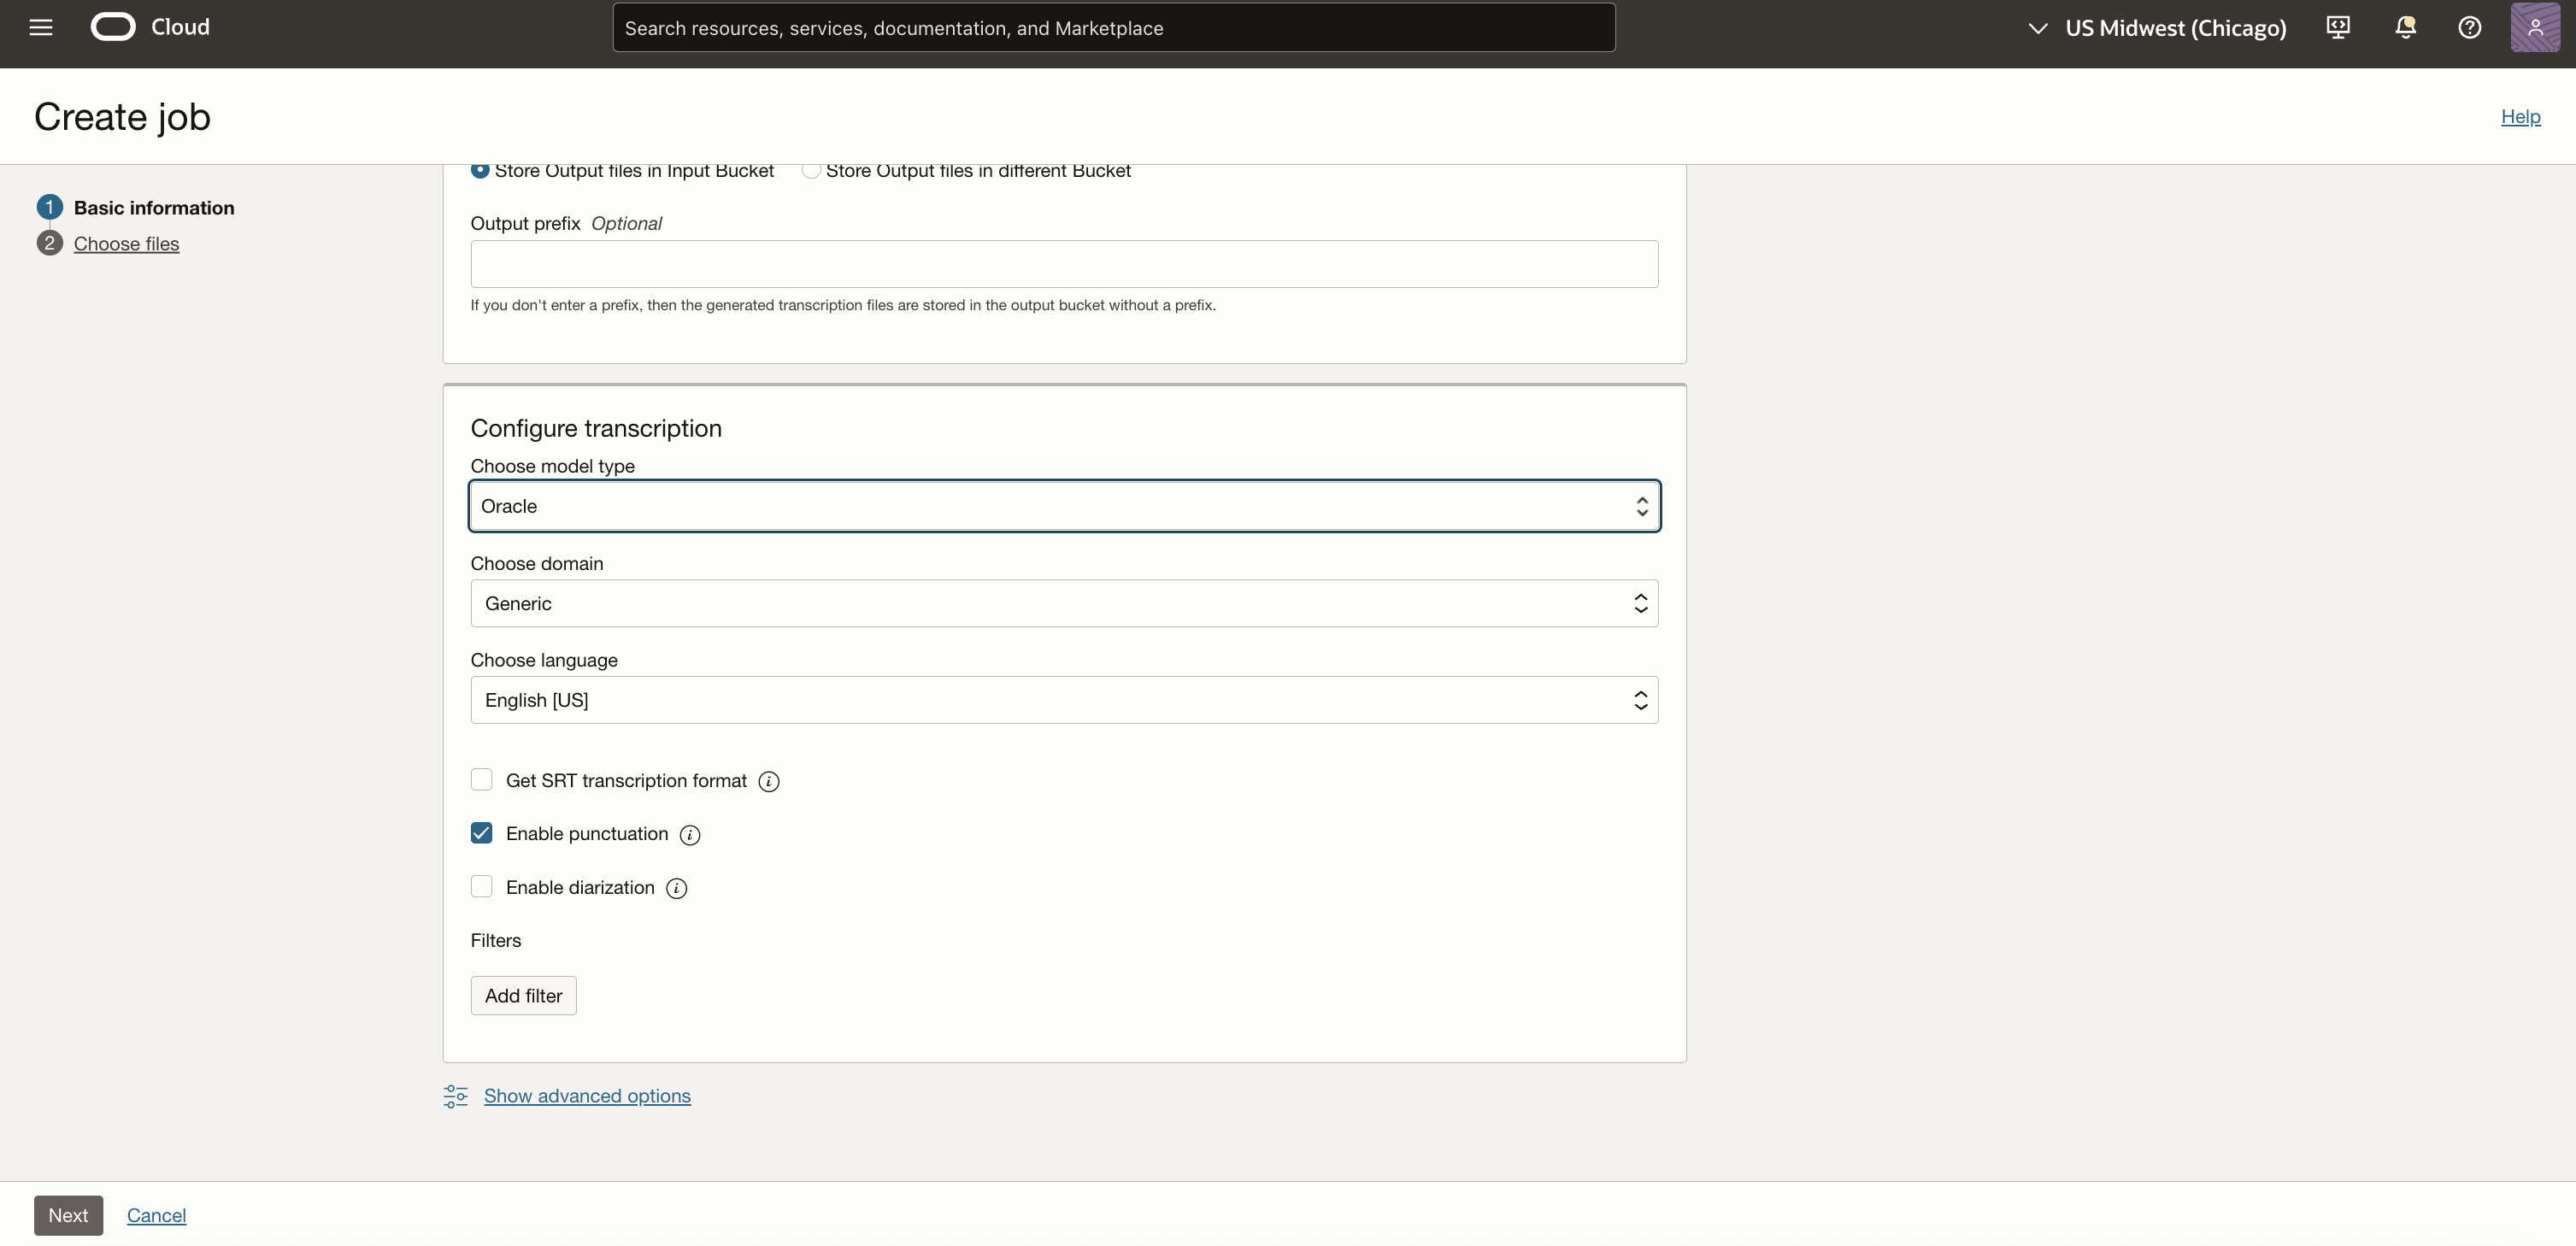 Cloud
Search resources, services, documentation, and Marketplace
US Midwest (Chicago)
Create job
Help
1 Basic information
2 Choose files
Store Output files in Input Bucket Store Output files in different Bucket
Output prefix Optional
If you don't enter a prefix, then the generated transcription files are stored in the output bucket without a prefix.
Configure transcription
Choose model type
Oracle
Choose domain
Generic
Choose language
English [US]
Get SRT transcription format i
Enable punctuation i
Enable diarization i
Filters
Add filter
Show advanced options
Next Cancel